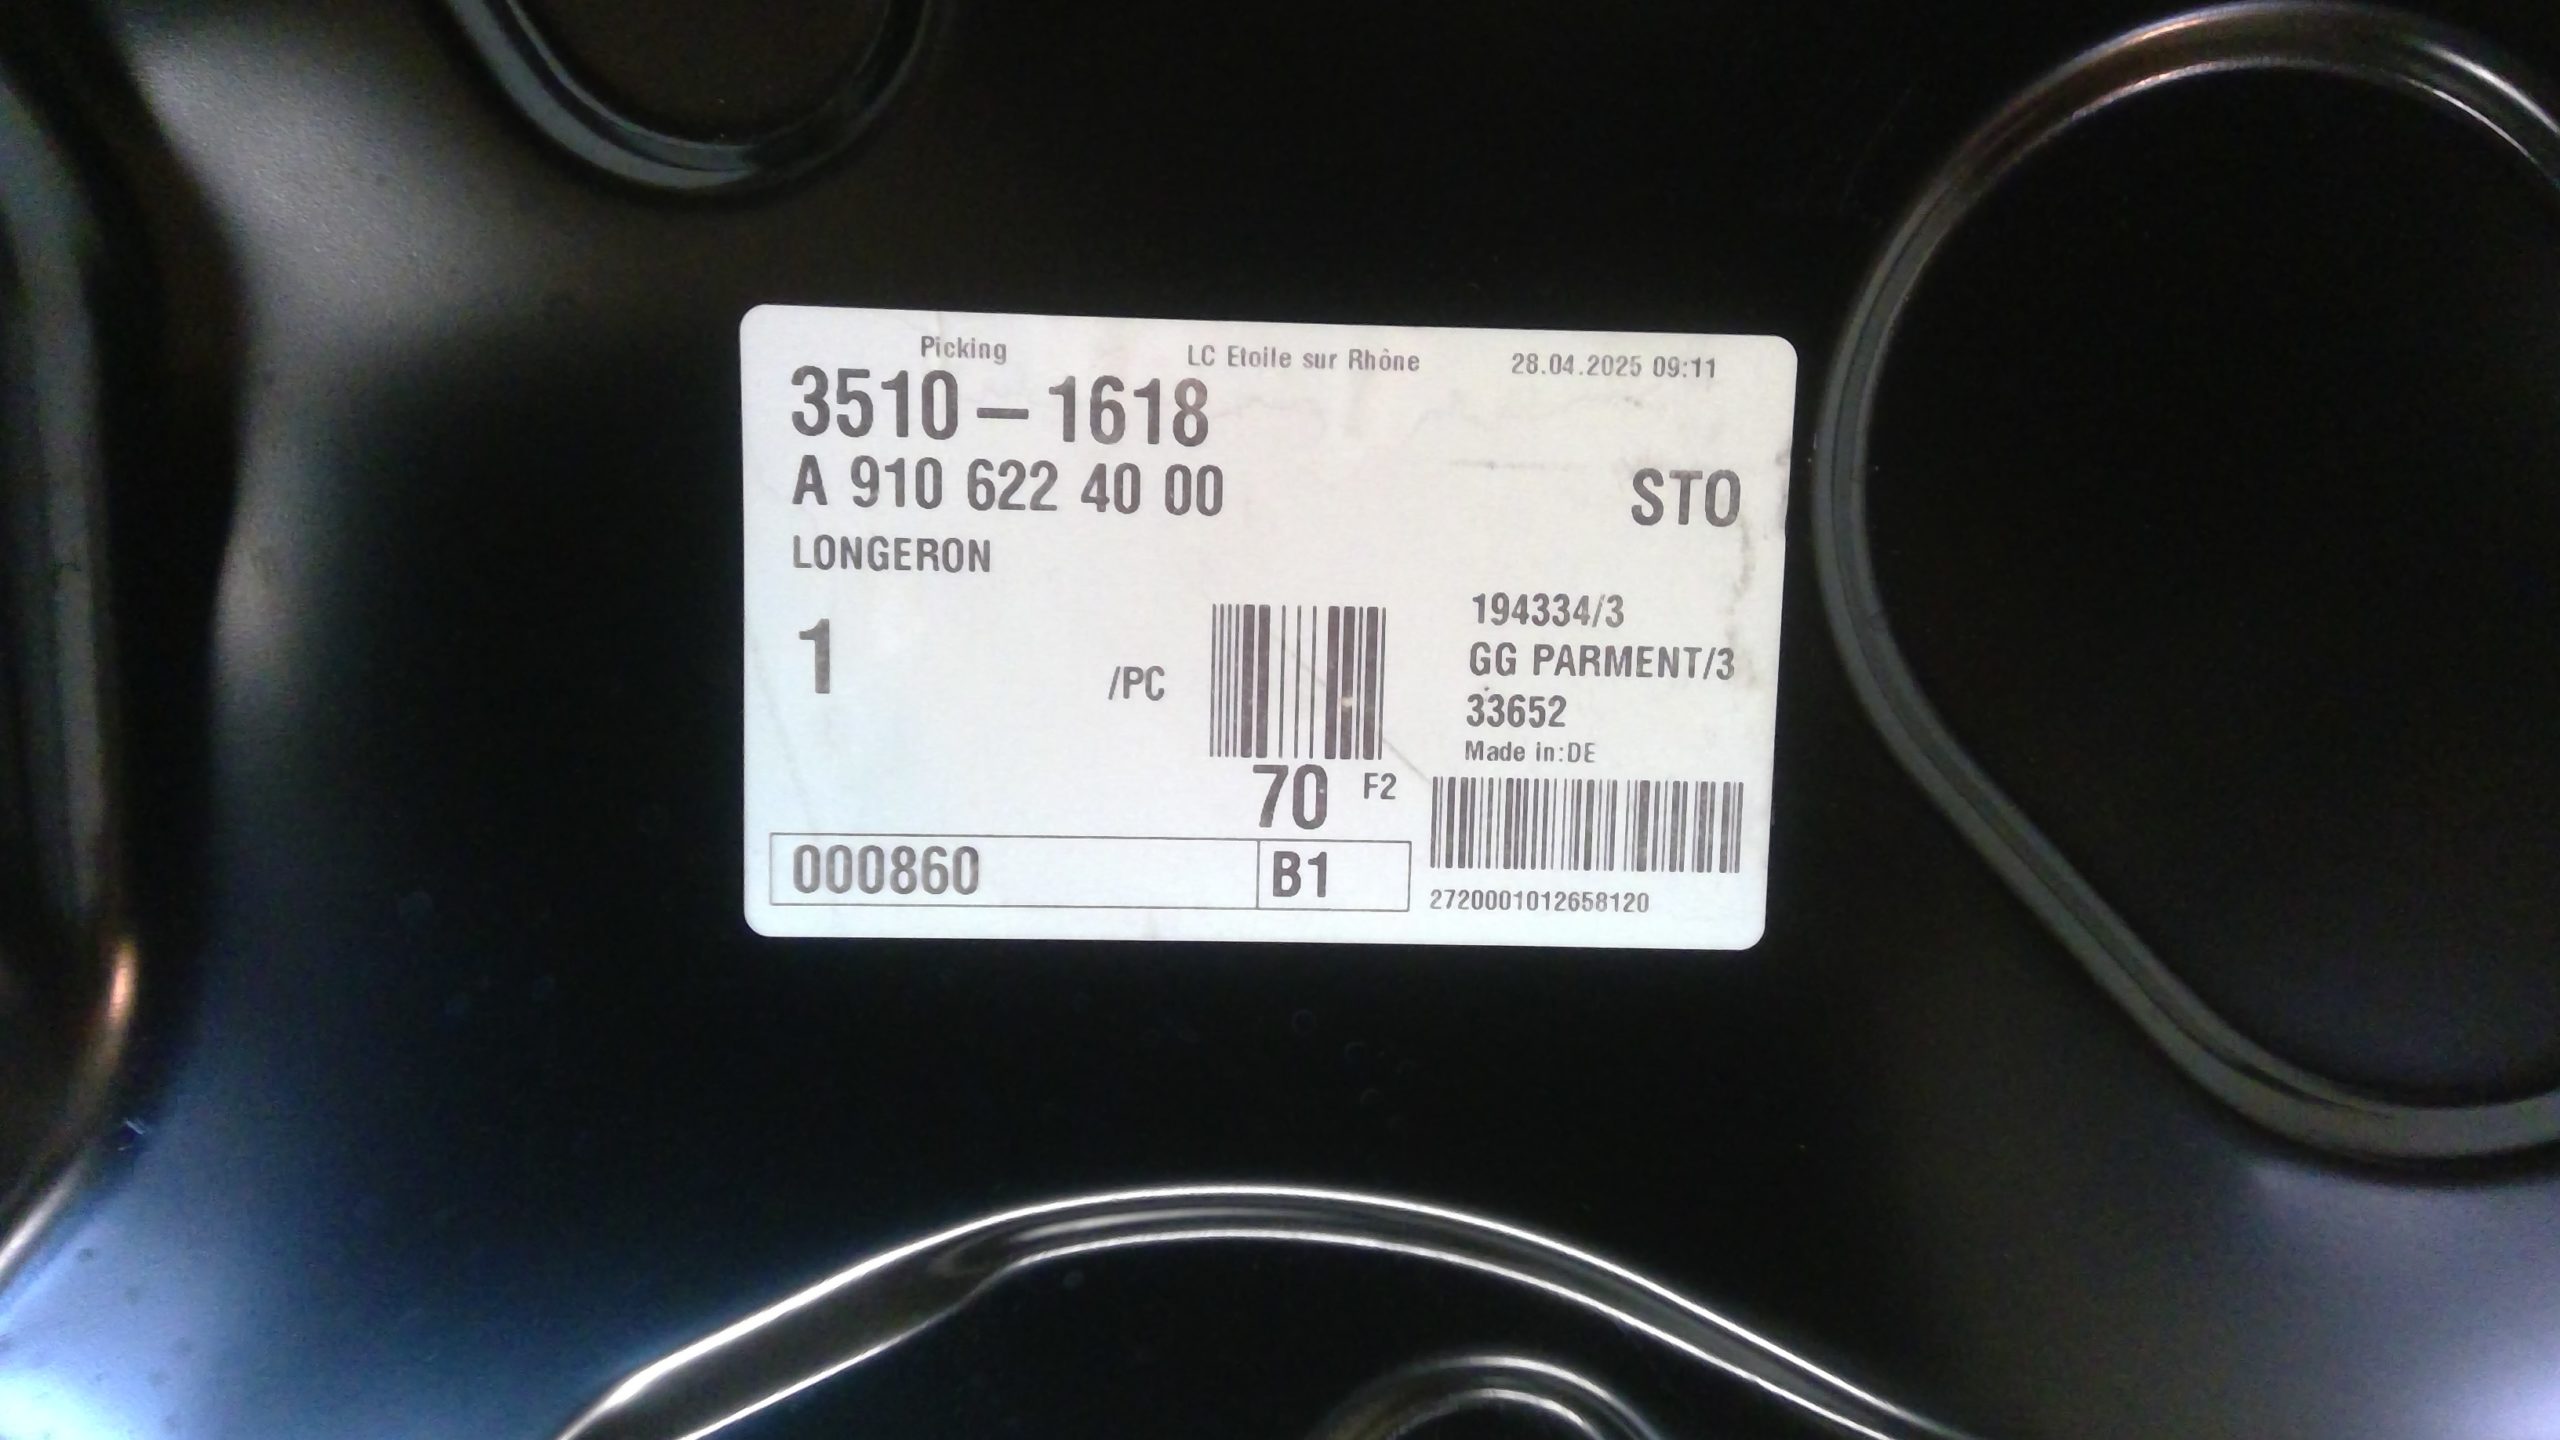 Picking LC Etoile sur Rhône 28.04.2025 09:11
3510 – 1618
A 910 622 40 00 STO
LONGERON
194334/3
1 /PC GG PARMENT/3
33652
Made in:DE
70 F2
000860 B1
2720001012658120